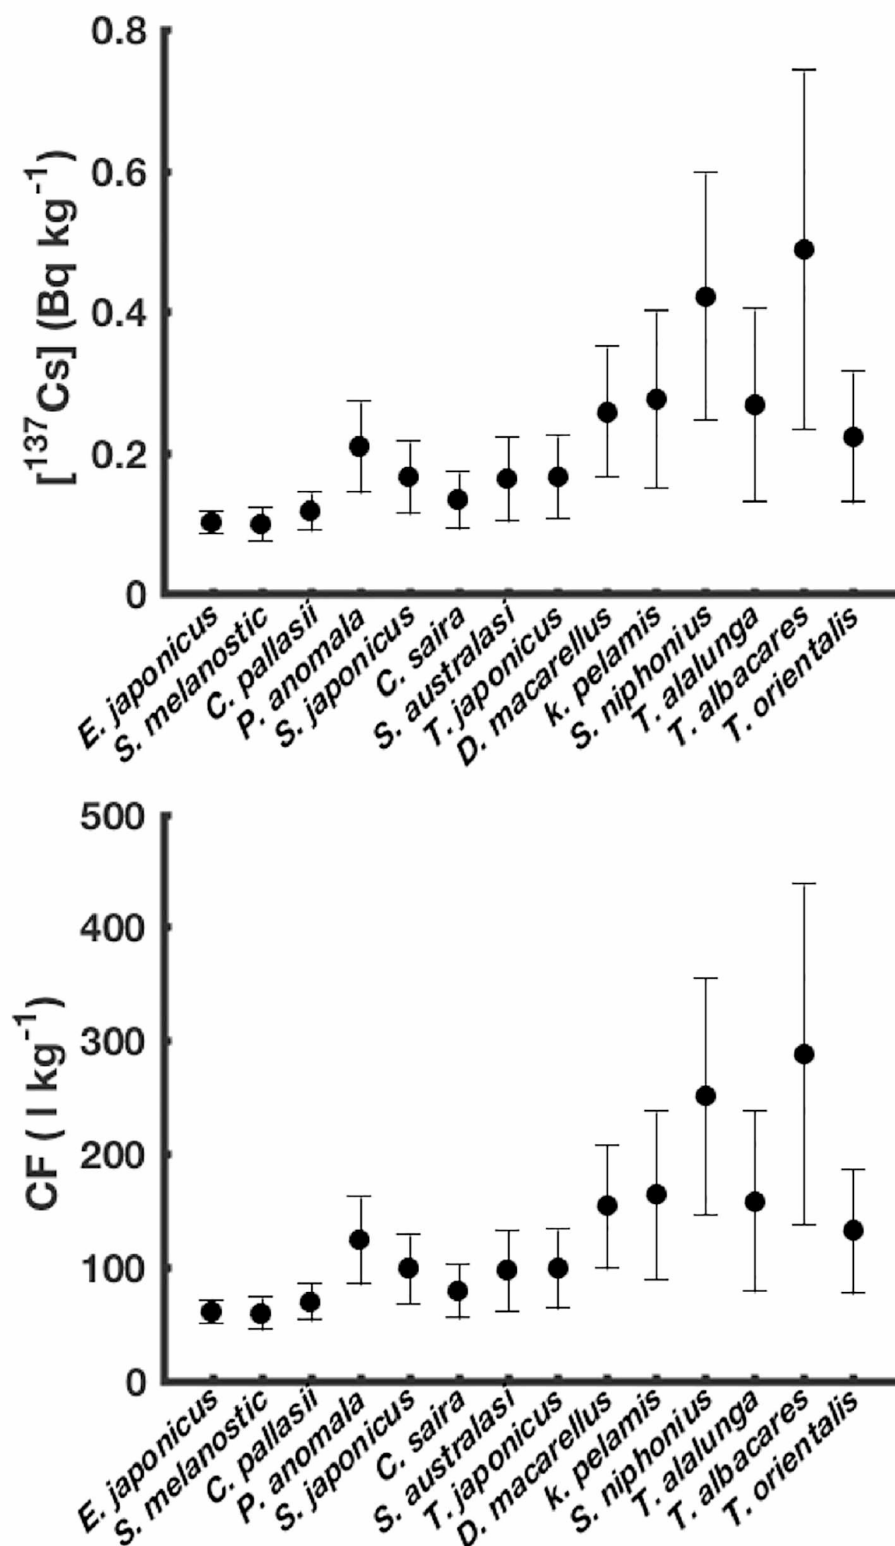 0.8
0.6
0.4
0.2
0
[¹³⁷Cs] (Bq kg⁻¹)
E. japonicus
S. melanostic
C. pallasii
P. anomala
S. japonicus
C. saira
S. australasi
T. japonicus
D. macarellus
k. pelamis
S. niphonius
T. alalunga
T. albacares
T. orientalis
500
400
300
200
100
0
CF ( l kg⁻¹)
E. japonicus
S. melanostic
C. pallasii
P. anomala
S. japonicus
C. saira
S. australasi
T. japonicus
D. macarellus
k. pelamis
S. niphonius
T. alalunga
T. albacares
T. orientalis